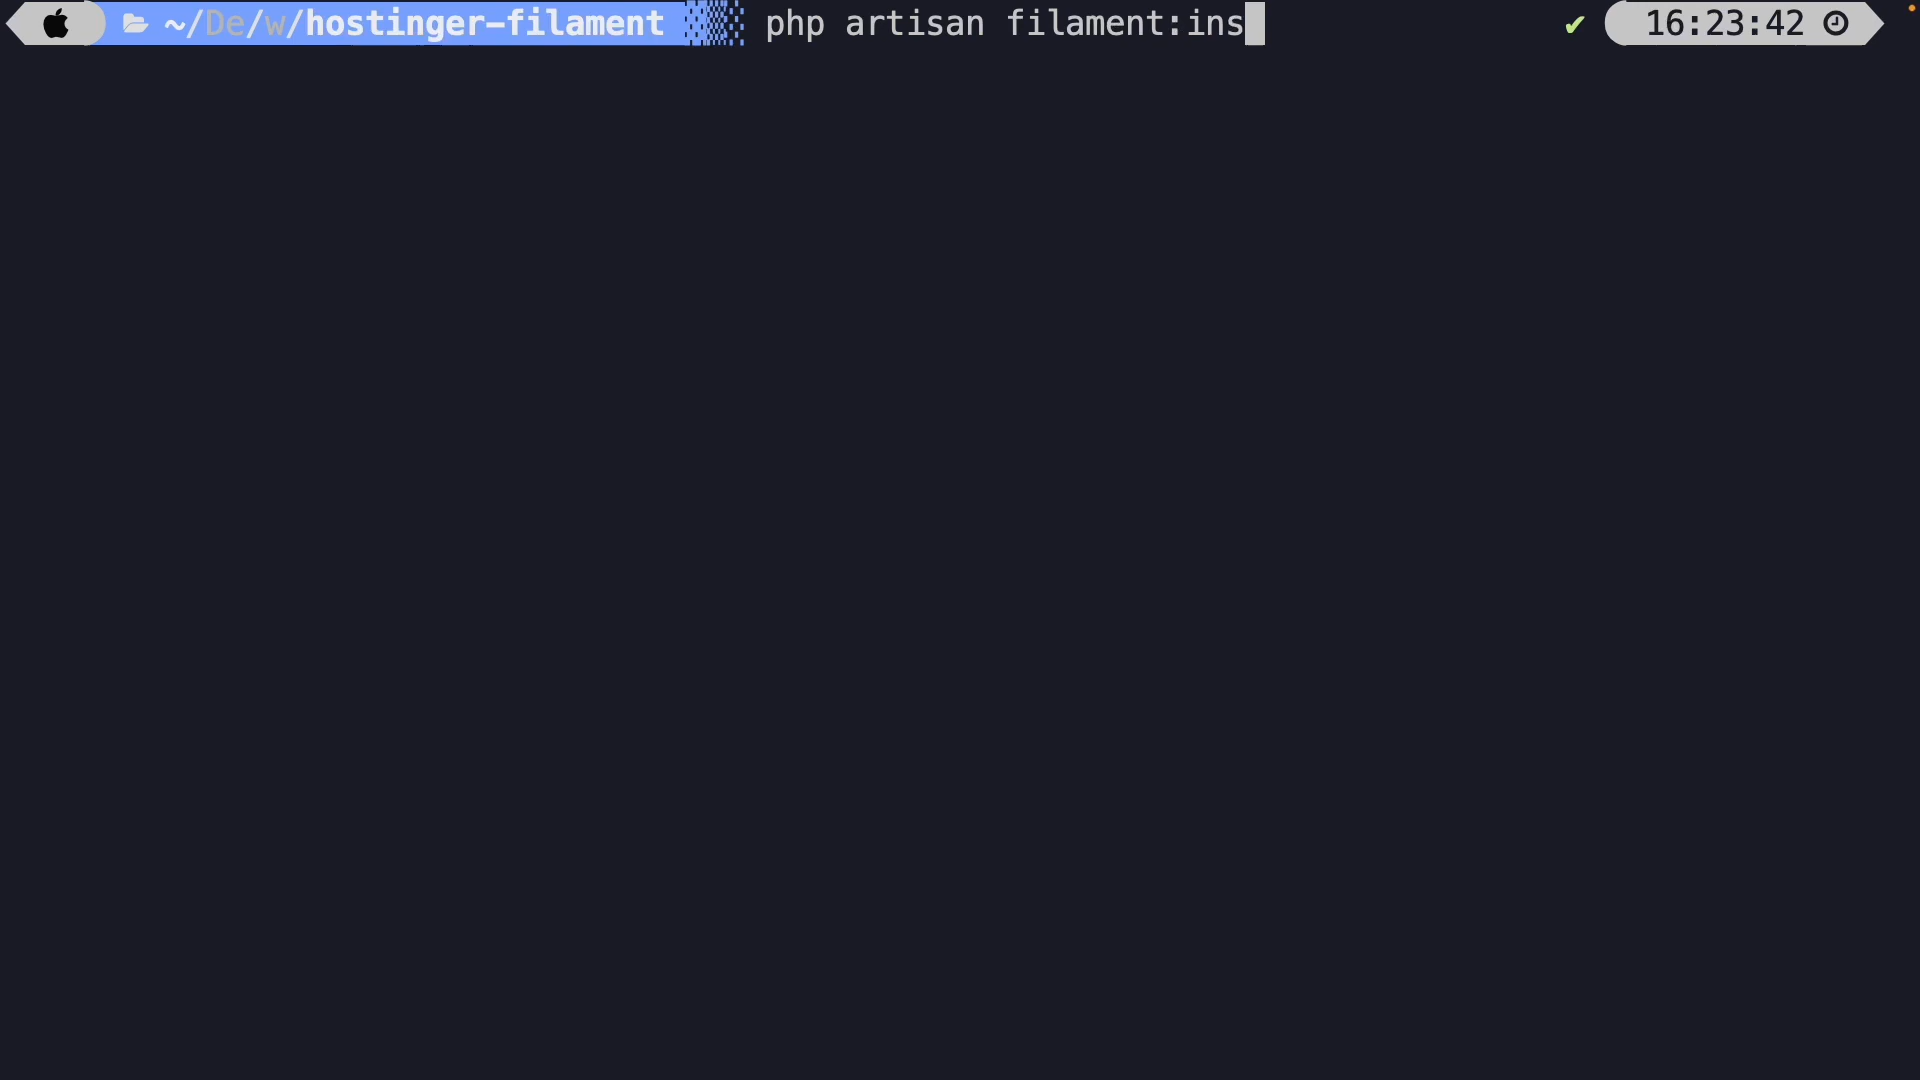 ~/De/w/hostinger-filament php artisan filament:ins ✔ 16:23:42